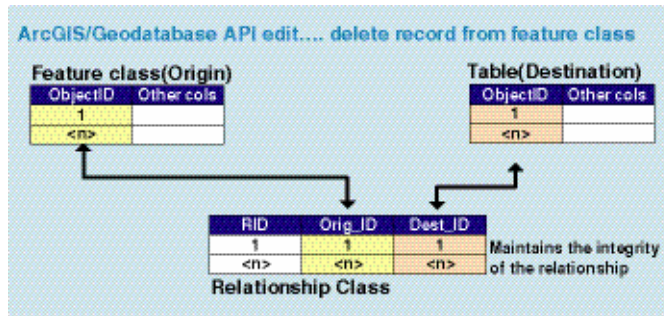 ArcGIS/Geodatabase API edit.... delete record from feature class
Feature class(Origin)
ObjectID Other cols
1
<n>
Table(Destination)
ObjectID Other cols
1
<n>
RID Orig_ID Dest_ID
1 1 1
<n> <n> <n>
Maintains the integrity
of the relationship
Relationship Class